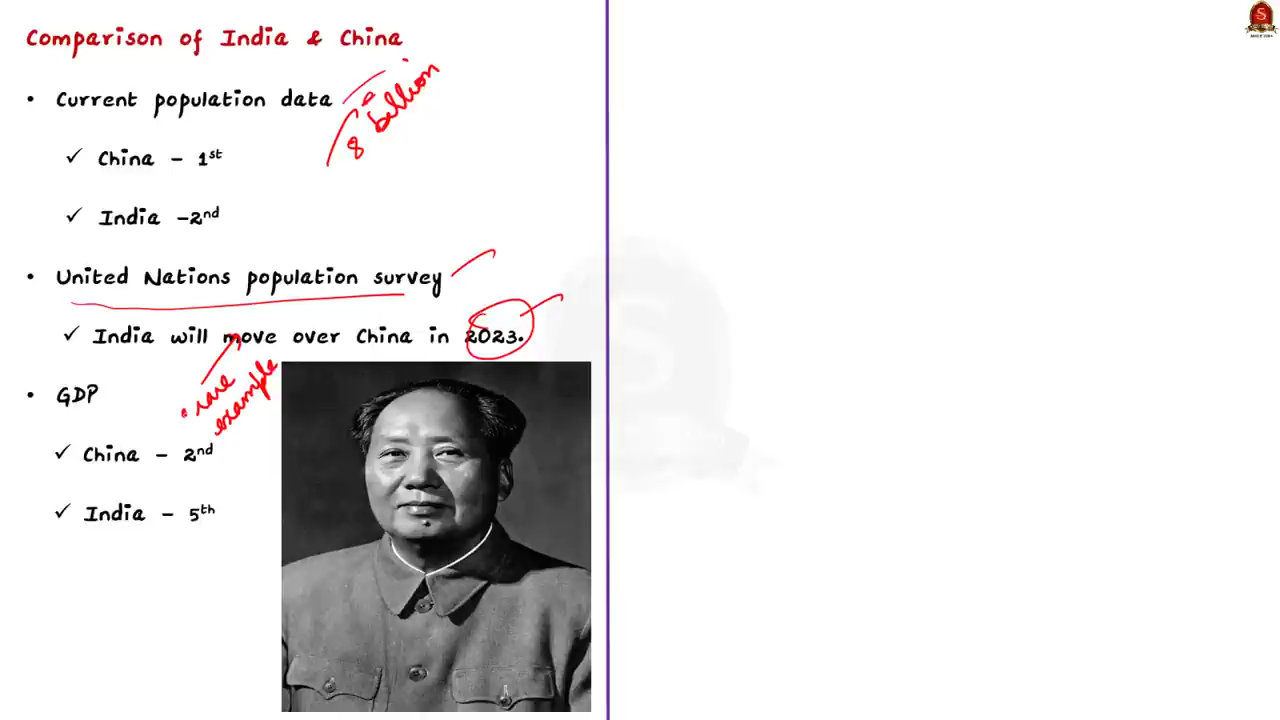 Comparison of India & China
• Current population data
8 billion
✓ China - 1st
✓ India -2nd
• United Nations population survey
✓ India will move over China in 2023.
rare
example
• GDP
✓ China - 2nd
✓ India - 5th
S